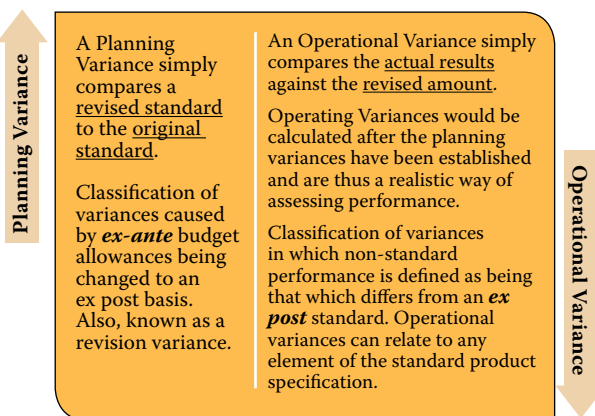 Planning Variance
A Planning
Variance simply
compares a
revised standard
to the original
standard.
Classification of
variances caused
by ex-ante budget
allowances being
changed to an
ex post basis.
Also, known as a
revision variance.
An Operational Variance simply
compares the actual results
against the revised amount.
Operating Variances would be
calculated after the planning
variances have been established
and are thus a realistic way of
assessing performance.
Classification of variances
in which non-standard
performance is defined as being
that which differs from an ex
post standard. Operational
variances can relate to any
element of the standard product
specification.
Operational Variance